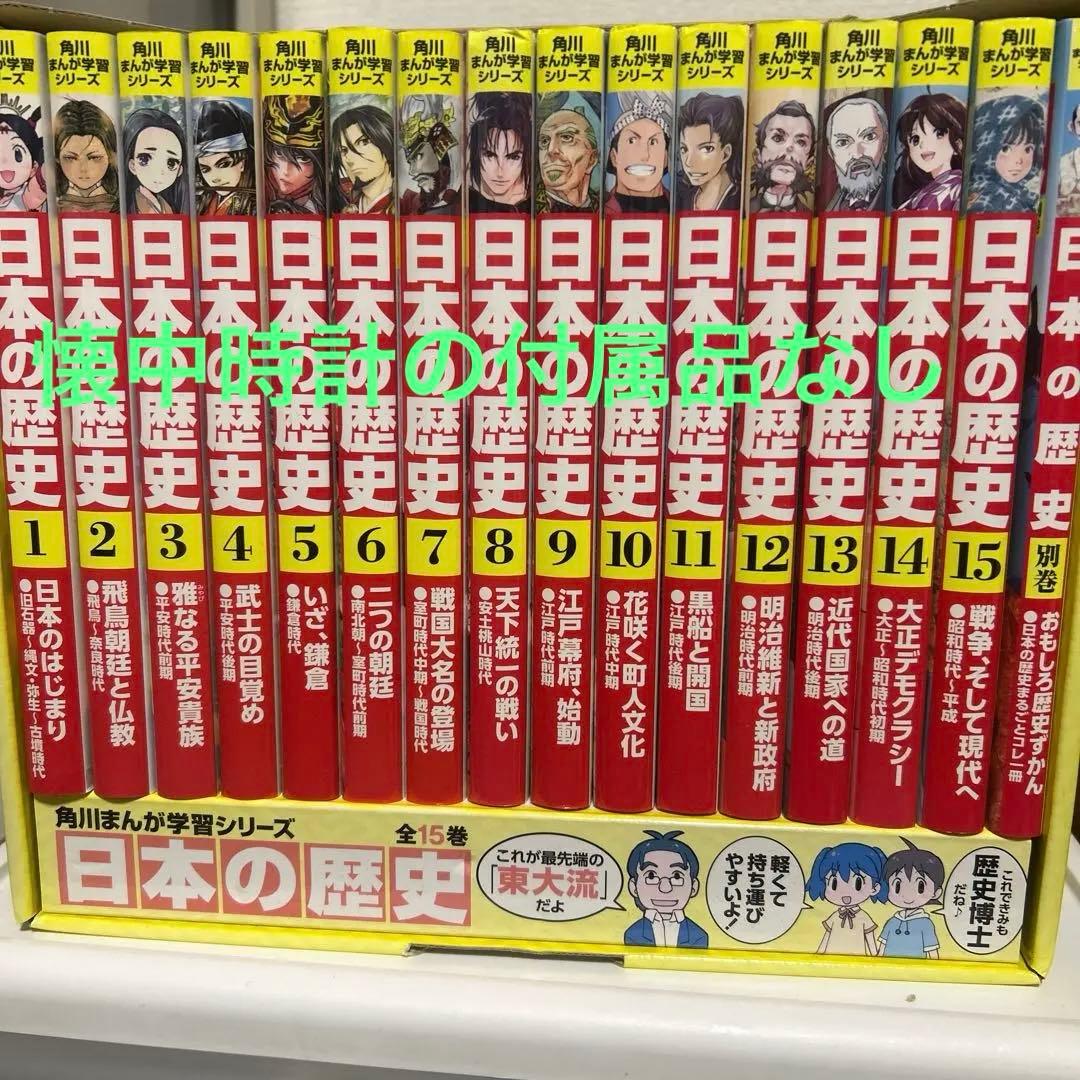 角川
まんが学習
シリーズ
日本の歴史
1
日本のはじまり
●旧石器～縄文・弥生～古墳時代
角川
まんが学習
シリーズ
日本の歴史
2
飛鳥朝廷と仏教
●飛鳥～奈良時代
角川
まんが学習
シリーズ
日本の歴史
3
雅なる平安貴族
みやび
●平安時代前期
角川
まんが学習
シリーズ
日本の歴史
4
武士の目覚め
●平安時代後期
角川
まんが学習
シリーズ
日本の歴史
5
いざ、鎌倉
●鎌倉時代
角川
まんが学習
シリーズ
日本の歴史
6
二つの朝廷
●南北朝～室町時代前期
角川
まんが学習
シリーズ
日本の歴史
7
戦国大名の登場
●室町時代中期～戦国時代
角川
まんが学習
シリーズ
日本の歴史
8
天下統一の戦い
●安土桃山時代
角川
まんが学習
シリーズ
日本の歴史
9
江戸幕府、始動
●江戸時代前期
角川
まんが学習
シリーズ
日本の歴史
10
花咲く町人文化
●江戸時代中期
角川
まんが学習
シリーズ
日本の歴史
11
黒船と開国
●江戸時代後期
角川
まんが学習
シリーズ
日本の歴史
12
明治維新と新政府
●明治時代前期
角川
まんが学習
シリーズ
日本の歴史
13
近代国家への道
●明治時代後期
角川
まんが学習
シリーズ
日本の歴史
14
大正デモクラシー
●大正～昭和時代初期
角川
まんが学習
シリーズ
日本の歴史
15
戦争、そして現代へ
●昭和時代～平成
日本の歴史
別巻
おもしろ歴史ずかん
●日本の歴史まるごとコレ一冊
懐中時計の付属品なし
角川まんが学習シリーズ
全15巻
日本の歴史
これが最先端の
「東大流」
だよ
軽くて
持ち運び
やすいよ!
これできみも
歴史博士
だね♪